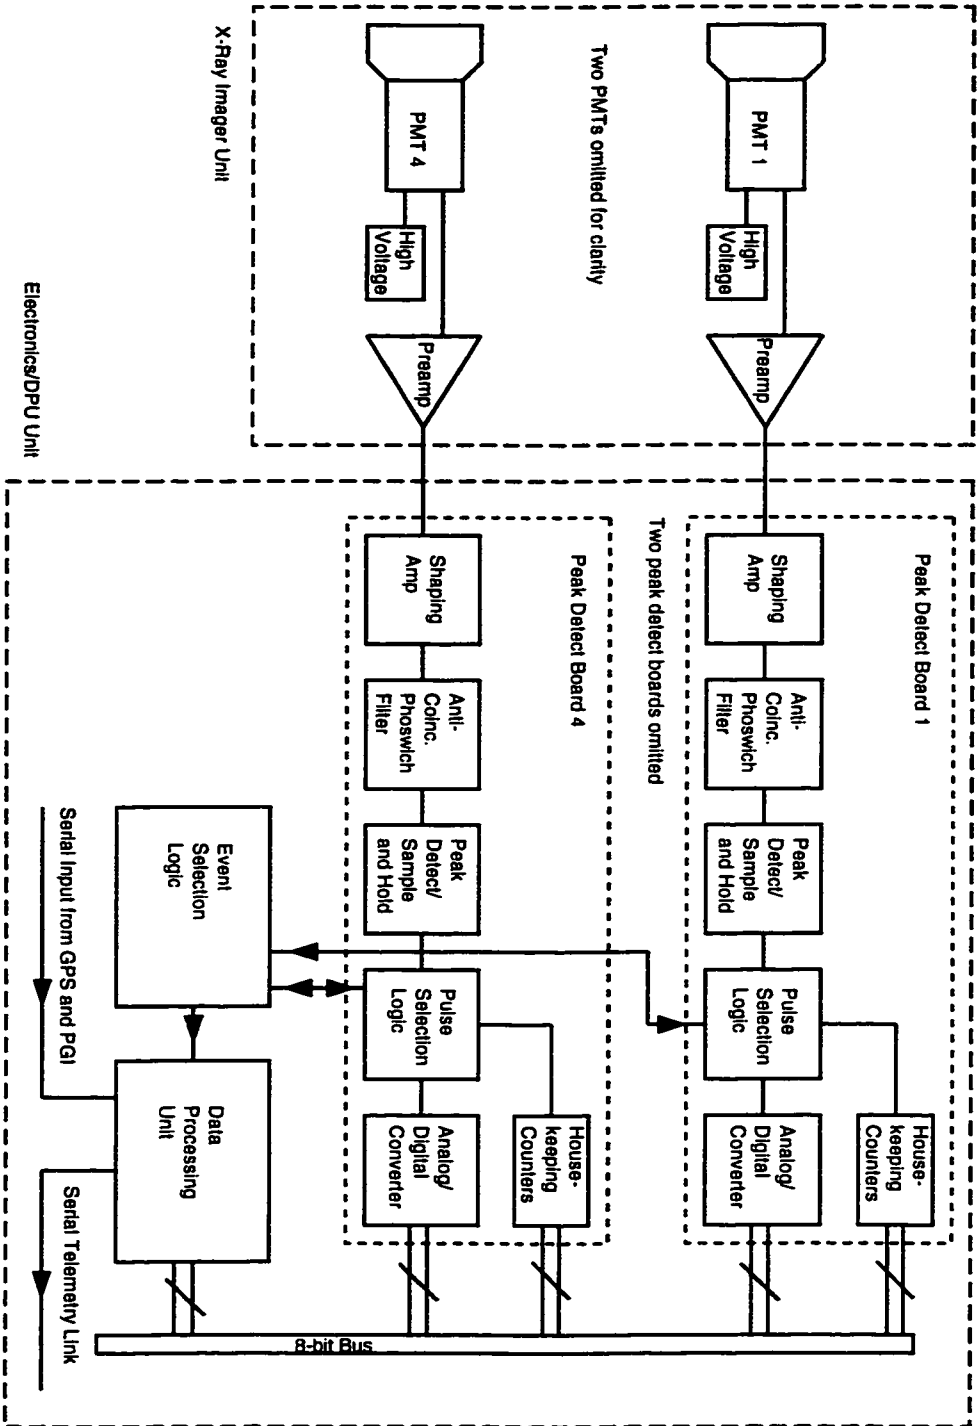 PMT 1
High
Voltage
Preamp
Two PMTs omitted for clarity
PMT 4
High
Voltage
Preamp
X-Ray Imager Unit
Peak Detect Board 1
Shaping
Amp
Anti-
Coinc.
Phoswich
Filter
Peak
Detect/
Sample
and Hold
Pulse
Selection
Logic
House-
keeping
Counters
Analog/
Digital
Converter
Two peak detect boards omitted
Peak Detect Board 4
Shaping
Amp
Anti-
Coinc.
Phoswich
Filter
Peak
Detect/
Sample
and Hold
Pulse
Selection
Logic
House-
keeping
Counters
Analog/
Digital
Converter
Event
Selection
Logic
Data
Processing
Unit
8-bit Bus
Serial Input from GPS and PGI
Serial Telemetry Link
Electronics/DPU Unit